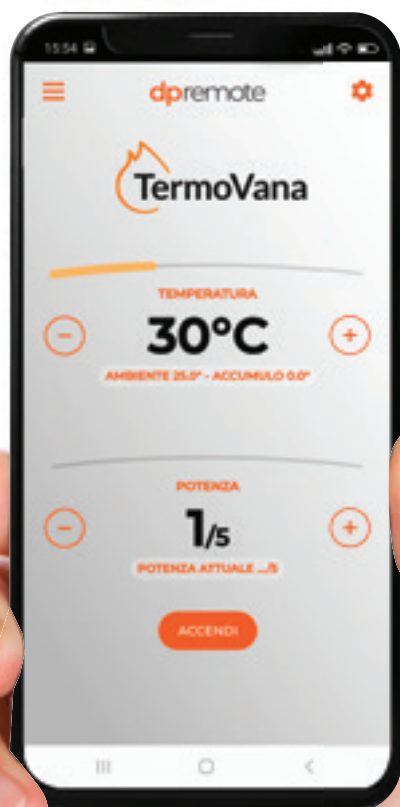 15:54
dpremote
TermoVana
TEMPERATURA
30°C
AMBIENTE 25.0° - ACCUMULO 0.0°
POTENZA
1/5
POTENZA ATTUALE .../5
ACCENDI